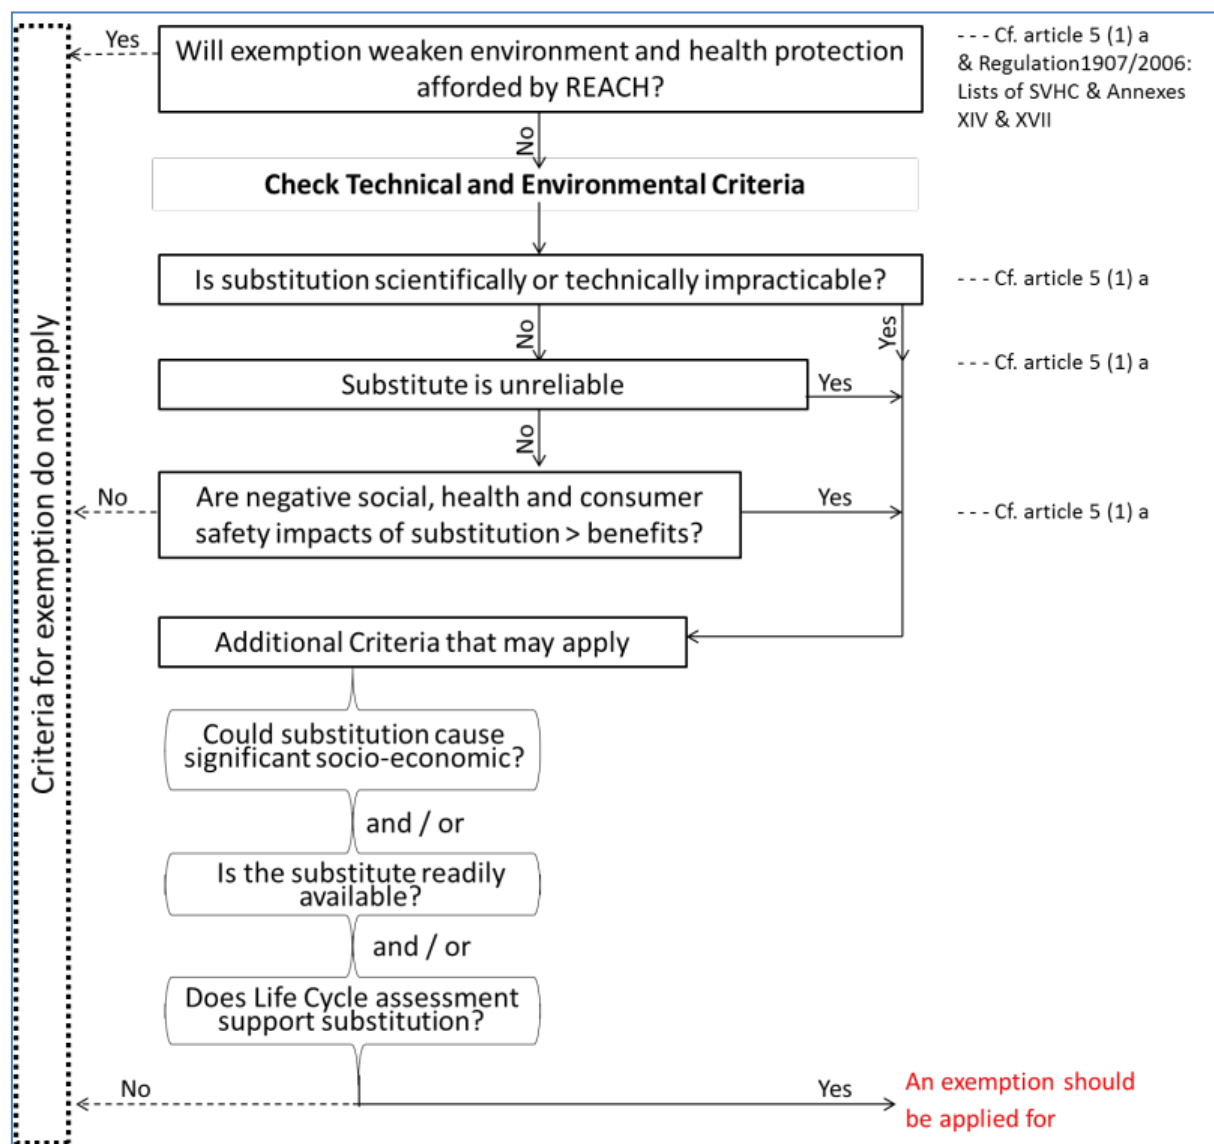 Yes
Will exemption weaken environment and health protection
afforded by REACH?
- - - Cf. article 5 (1) a
& Regulation1907/2006:
Lists of SVHC & Annexes
XIV & XVII
No
Check Technical and Environmental Criteria
Is substitution scientifically or technically impracticable?
- - - Cf. article 5 (1) a
No
Yes
Substitute is unreliable
Yes
- - - Cf. article 5 (1) a
No
No
Are negative social, health and consumer
safety impacts of substitution > benefits?
Yes
- - - Cf. article 5 (1) a
Criteria for exemption do not apply
Additional Criteria that may apply
Could substitution cause
significant socio-economic?
and / or
Is the substitute readily
available?
and / or
Does Life Cycle assessment
support substitution?
No
Yes
An exemption should
be applied for